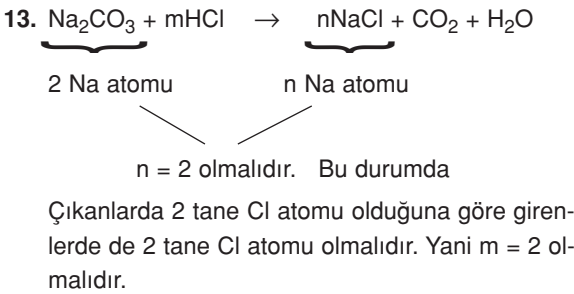 13. Na₂CO₃ + mHCl → nNaCl + CO₂ + H₂O
2 Na atomu n Na atomu
n = 2 olmalıdır. Bu durumda
Çıkanlarda 2 tane Cl atomu olduğuna göre giren-
lerde de 2 tane Cl atomu olmalıdır. Yani m = 2 ol-
malıdır.